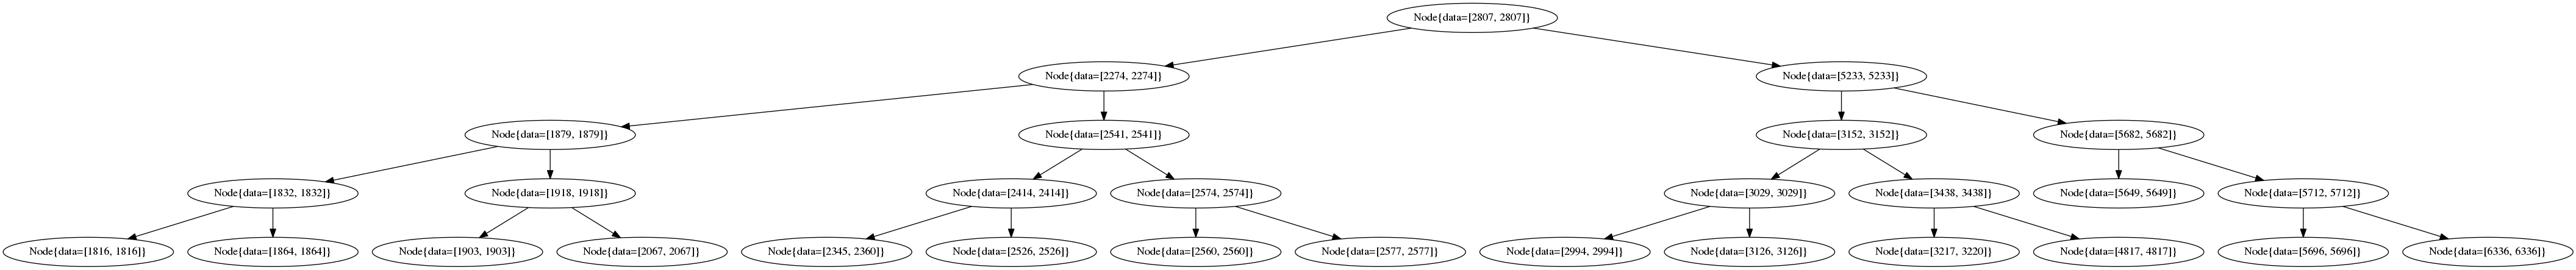 Node{data=[2807, 2807]}
Node{data=[2274, 2274]}
Node{data=[5233, 5233]}
Node{data=[1879, 1879]}
Node{data=[2541, 2541]}
Node{data=[3152, 3152]}
Node{data=[5682, 5682]}
Node{data=[1832, 1832]}
Node{data=[1918, 1918]}
Node{data=[2414, 2414]}
Node{data=[2574, 2574]}
Node{data=[3029, 3029]}
Node{data=[3438, 3438]}
Node{data=[5649, 5649]}
Node{data=[5712, 5712]}
Node{data=[1816, 1816]}
Node{data=[1864, 1864]}
Node{data=[1903, 1903]}
Node{data=[2067, 2067]}
Node{data=[2345, 2360]}
Node{data=[2526, 2526]}
Node{data=[2560, 2560]}
Node{data=[2577, 2577]}
Node{data=[2994, 2994]}
Node{data=[3126, 3126]}
Node{data=[3217, 3220]}
Node{data=[4817, 4817]}
Node{data=[5696, 5696]}
Node{data=[6336, 6336]}